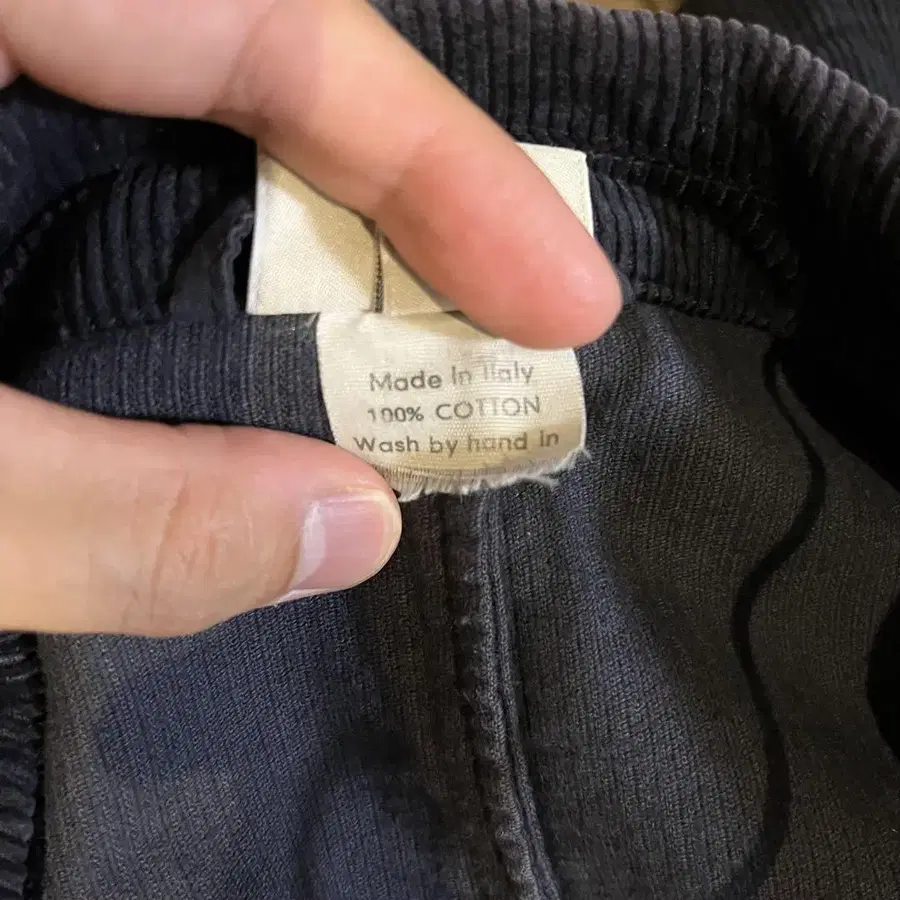 Made In Italy
100% COTTON
Wash by hand in